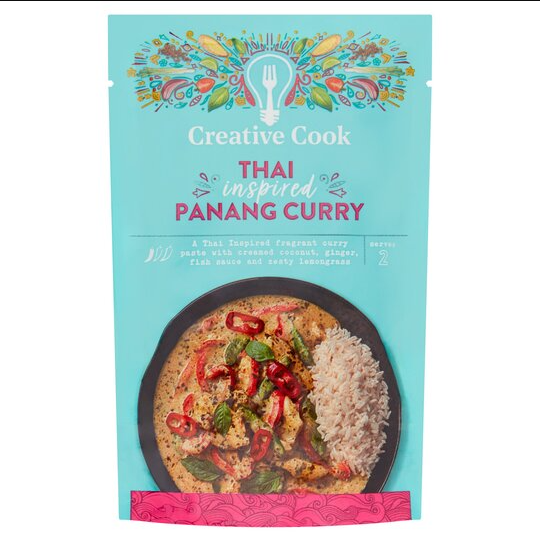 Creative Cook
THAI
inspired
PANANG CURRY
A Thai Inspired fragrant curry
paste with creamed coconut, ginger,
fish sauce and zesty lemongrass
serves
2